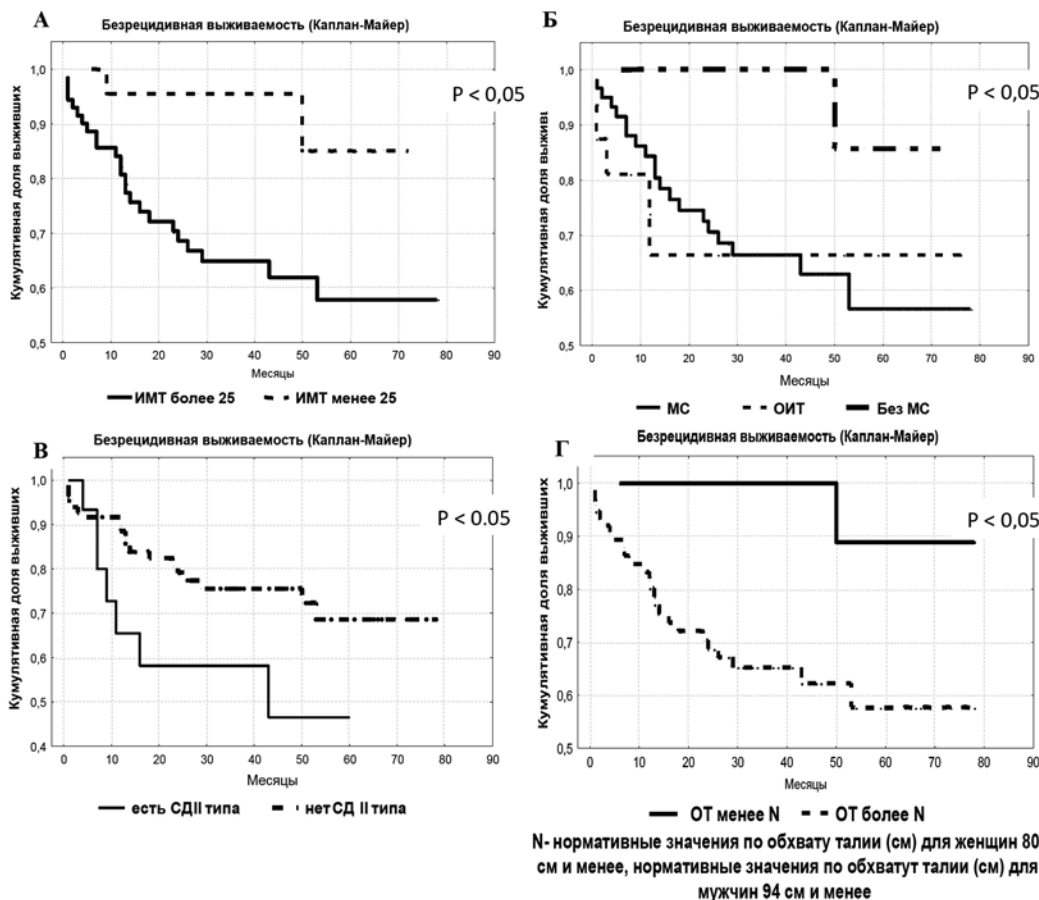 А
Безрецидивная выживаемость (Каплан-Майер)
Кумулятивная доля выживших
1,0
0,9
0,8
0,7
0,6
0,5
P < 0,05
0 10 20 30 40 50 60 70 80 90
Месяцы
ИМТ более 25 ИМТ менее 25
Б
Безрецидивная выживаемость (Каплан-Майер)
Кумулятивная доля выживι
1,0
0,9
0,8
0,7
0,6
0,5
P < 0,05
0 10 20 30 40 50 60 70 80 90
Месяцы
МС ОИТ Без МС
В
Безрецидивная выживаемость (Каплан-Майер)
Кумулятивная доля выживших
1,0
0,9
0,8
0,7
0,6
0,5
0,4
P < 0.05
0 10 20 30 40 50 60 70 80 90
Месяцы
есть СДII типа нет СД II типа
Г
Безрецидивная выживаемость (Каплан-Майер)
Кумулятивная доля выживших
1,0
0,9
0,8
0,7
0,6
0,5
P < 0,05
0 10 20 30 40 50 60 70 80 90
Месяцы
ОТ менее N ОТ более N
N- нормативные значения по обхвату талии (см) для женщин 80
см и менее, нормативные значения по обхватут талии (см) для
мужчин 94 см и менее